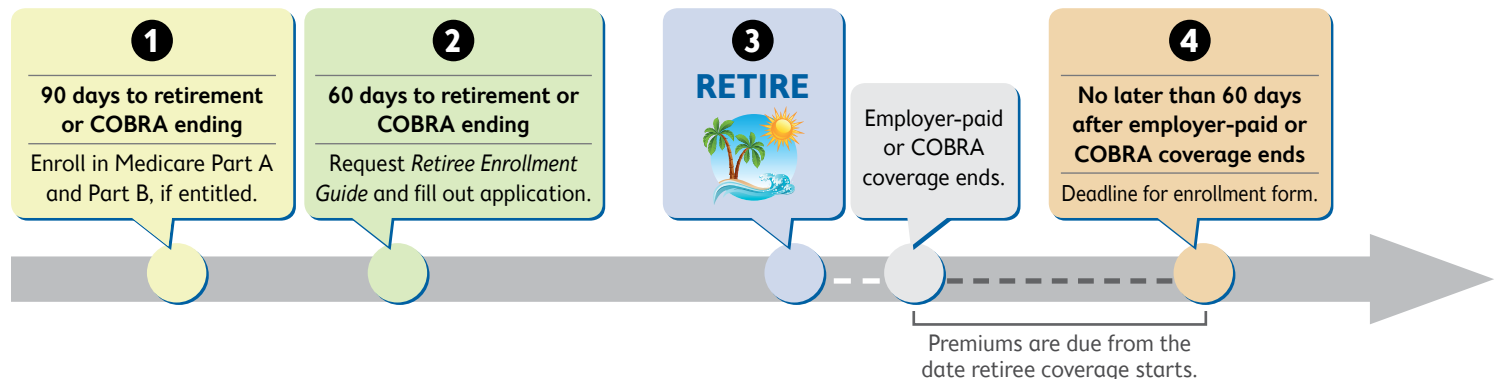 1
90 days to retirement
or COBRA ending
Enroll in Medicare Part A
and Part B, if entitled.
2
60 days to retirement or
COBRA ending
Request Retiree Enrollment
Guide and fill out application.
3
RETIRE
Employer-paid
or COBRA
coverage ends.
4
No later than 60 days
after employer-paid or
COBRA coverage ends
Deadline for enrollment form.
Premiums are due from the
date retiree coverage starts.